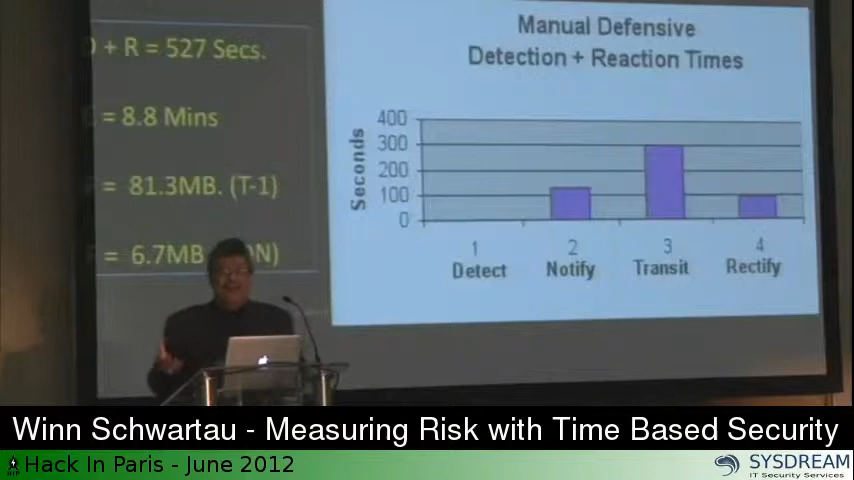 Manual Defensive
Detection + Reaction Times
+ R = 527 Secs.
= 8.8 Mins
= 81.3MB. (T-1)
= 6.7MB
Seconds
400
300
200
100
0
1
Detect
2
Notify
3
Transit
4
Rectify
Winn Schwartau - Measuring Risk with Time Based Security
Hack In Paris - June 2012
SYSDREAM
IT Security Services